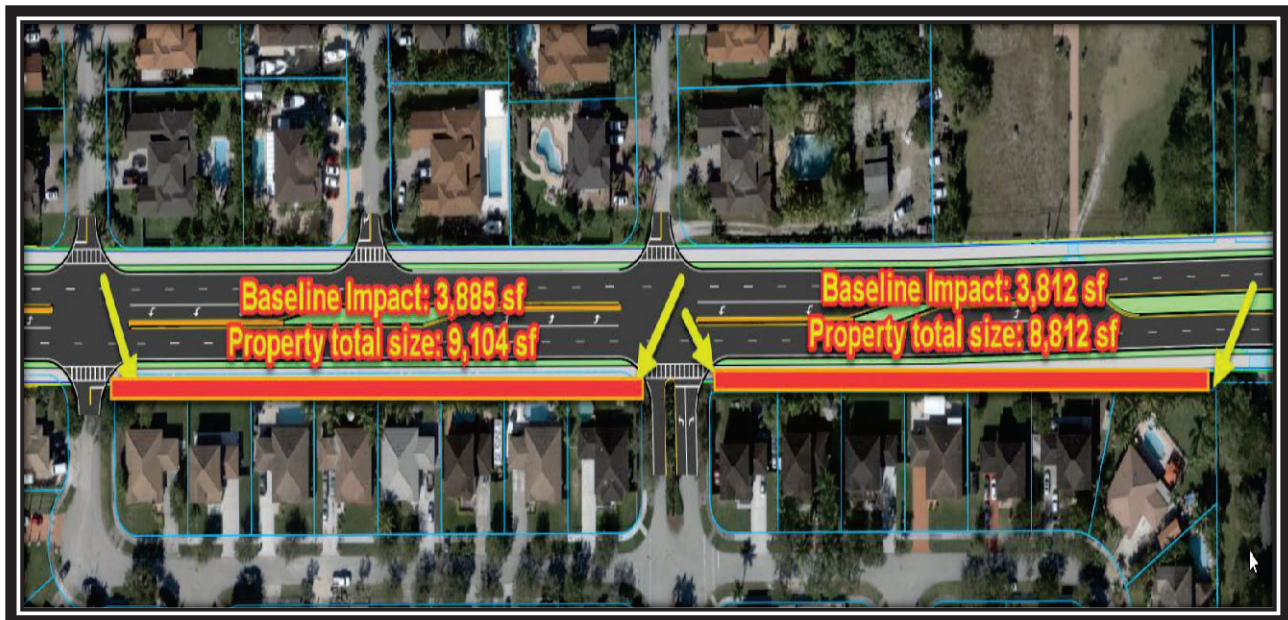 Baseline Impact: 3,885 sf
Property total size: 9,104 sf
Baseline Impact: 3,812 sf
Property total size: 8,812 sf